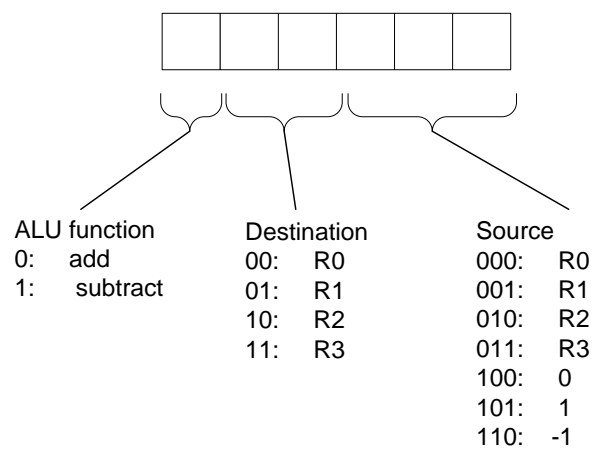 ALU function
0: add
1: subtract
Destination
00: R0
01: R1
10: R2
11: R3
Source
000: R0
001: R1
010: R2
011: R3
100: 0
101: 1
110: -1